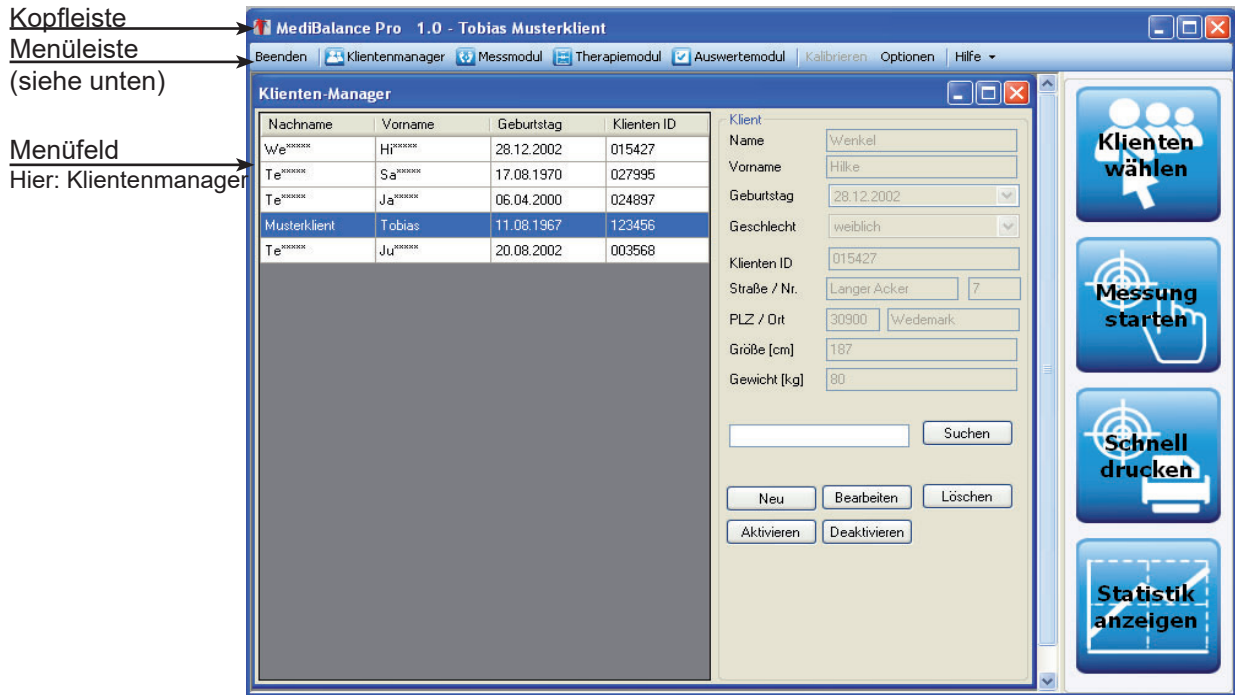 Kopfleiste
Menüleiste
(siehe unten)
Menüfeld
Hier: Klientenmanager
MediBalance Pro 1.0 - Tobias Musterklient
Beenden Klientenmanager Messmodul Therapiemodul Auswertemodul Kalibrieren Optionen Hilfe
Klienten-Manager
Nachname Vorname Geburtstag Klienten ID
We***** Hi***** 28.12.2002 015427
Te***** Sa***** 17.08.1970 027995
Te***** Ja***** 06.04.2000 024897
Musterklient Tobias 11.08.1967 123456
Te***** Ju***** 20.08.2002 003568
Klient
Name Wenkel
Vorname Hilke
Geburtstag 28.12.2002
Geschlecht weiblich
Klienten ID 015427
Straße / Nr. Langer Acker 7
PLZ / Ort 30900 Wedemark
Größe [cm] 187
Gewicht [kg] 80
Suchen
Neu Bearbeiten Löschen
Aktivieren Deaktivieren
Klienten
wählen
Messung
starten
Schnell
drucken
Statistik
anzeigen